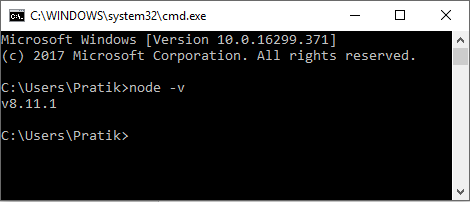 C:\WINDOWS\system32\cmd.exe
Microsoft Windows [Version 10.0.16299.371]
(c) 2017 Microsoft Corporation. All rights reserved.
C:\Users\Pratik>node -v
v8.11.1
C:\Users\Pratik>